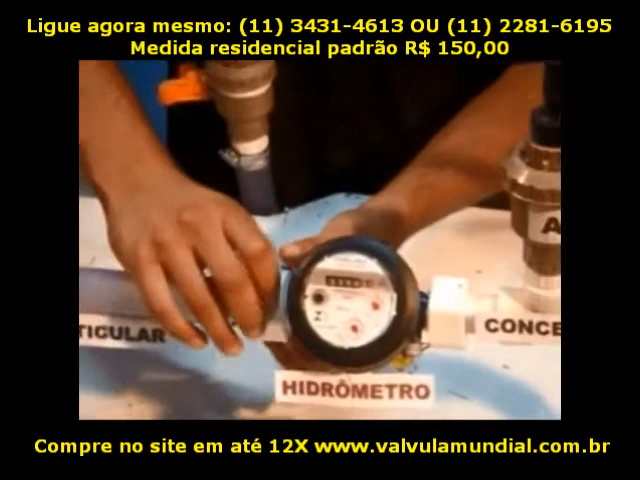 Ligue agora mesmo: (11) 3431-4613 OU (11) 2281-6195
Medida residencial padrão R$ 150,00
A
TICULAR
CONCE
HIDRÔMETRO
Compre no site em até 12X www.valvulamundial.com.br